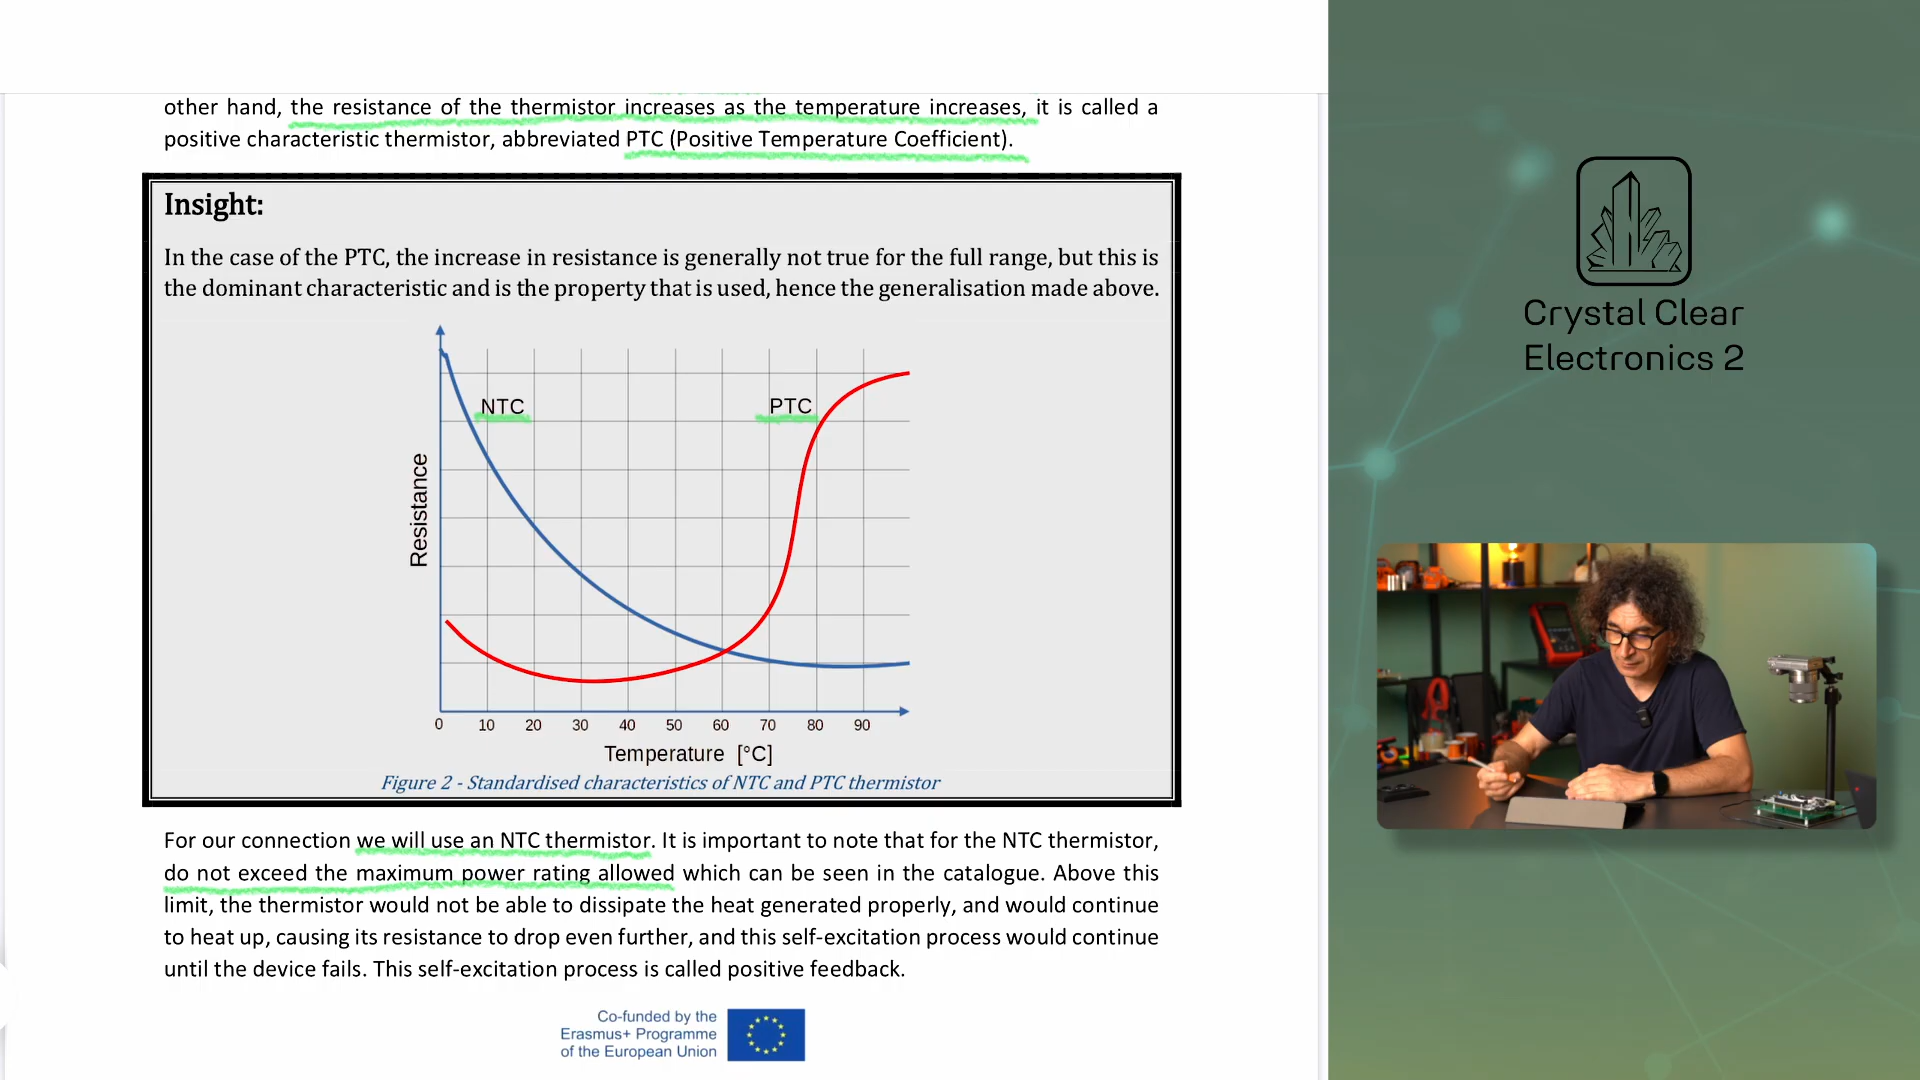 other hand, the resistance of the thermistor increases as the temperature increases, it is called a
positive characteristic thermistor, abbreviated PTC (Positive Temperature Coefficient).
Insight:
In the case of the PTC, the increase in resistance is generally not true for the full range, but this is
the dominant characteristic and is the property that is used, hence the generalisation made above.
NTC
PTC
Resistance
0 10 20 30 40 50 60 70 80 90
Temperature [°C]
Figure 2 - Standardised characteristics of NTC and PTC thermistor
For our connection we will use an NTC thermistor. It is important to note that for the NTC thermistor,
do not exceed the maximum power rating allowed which can be seen in the catalogue. Above this
limit, the thermistor would not be able to dissipate the heat generated properly, and would continue
to heat up, causing its resistance to drop even further, and this self-excitation process would continue
until the device fails. This self-excitation process is called positive feedback.
Co-funded by the
Erasmus+ Programme
of the European Union
Crystal Clear
Electronics 2